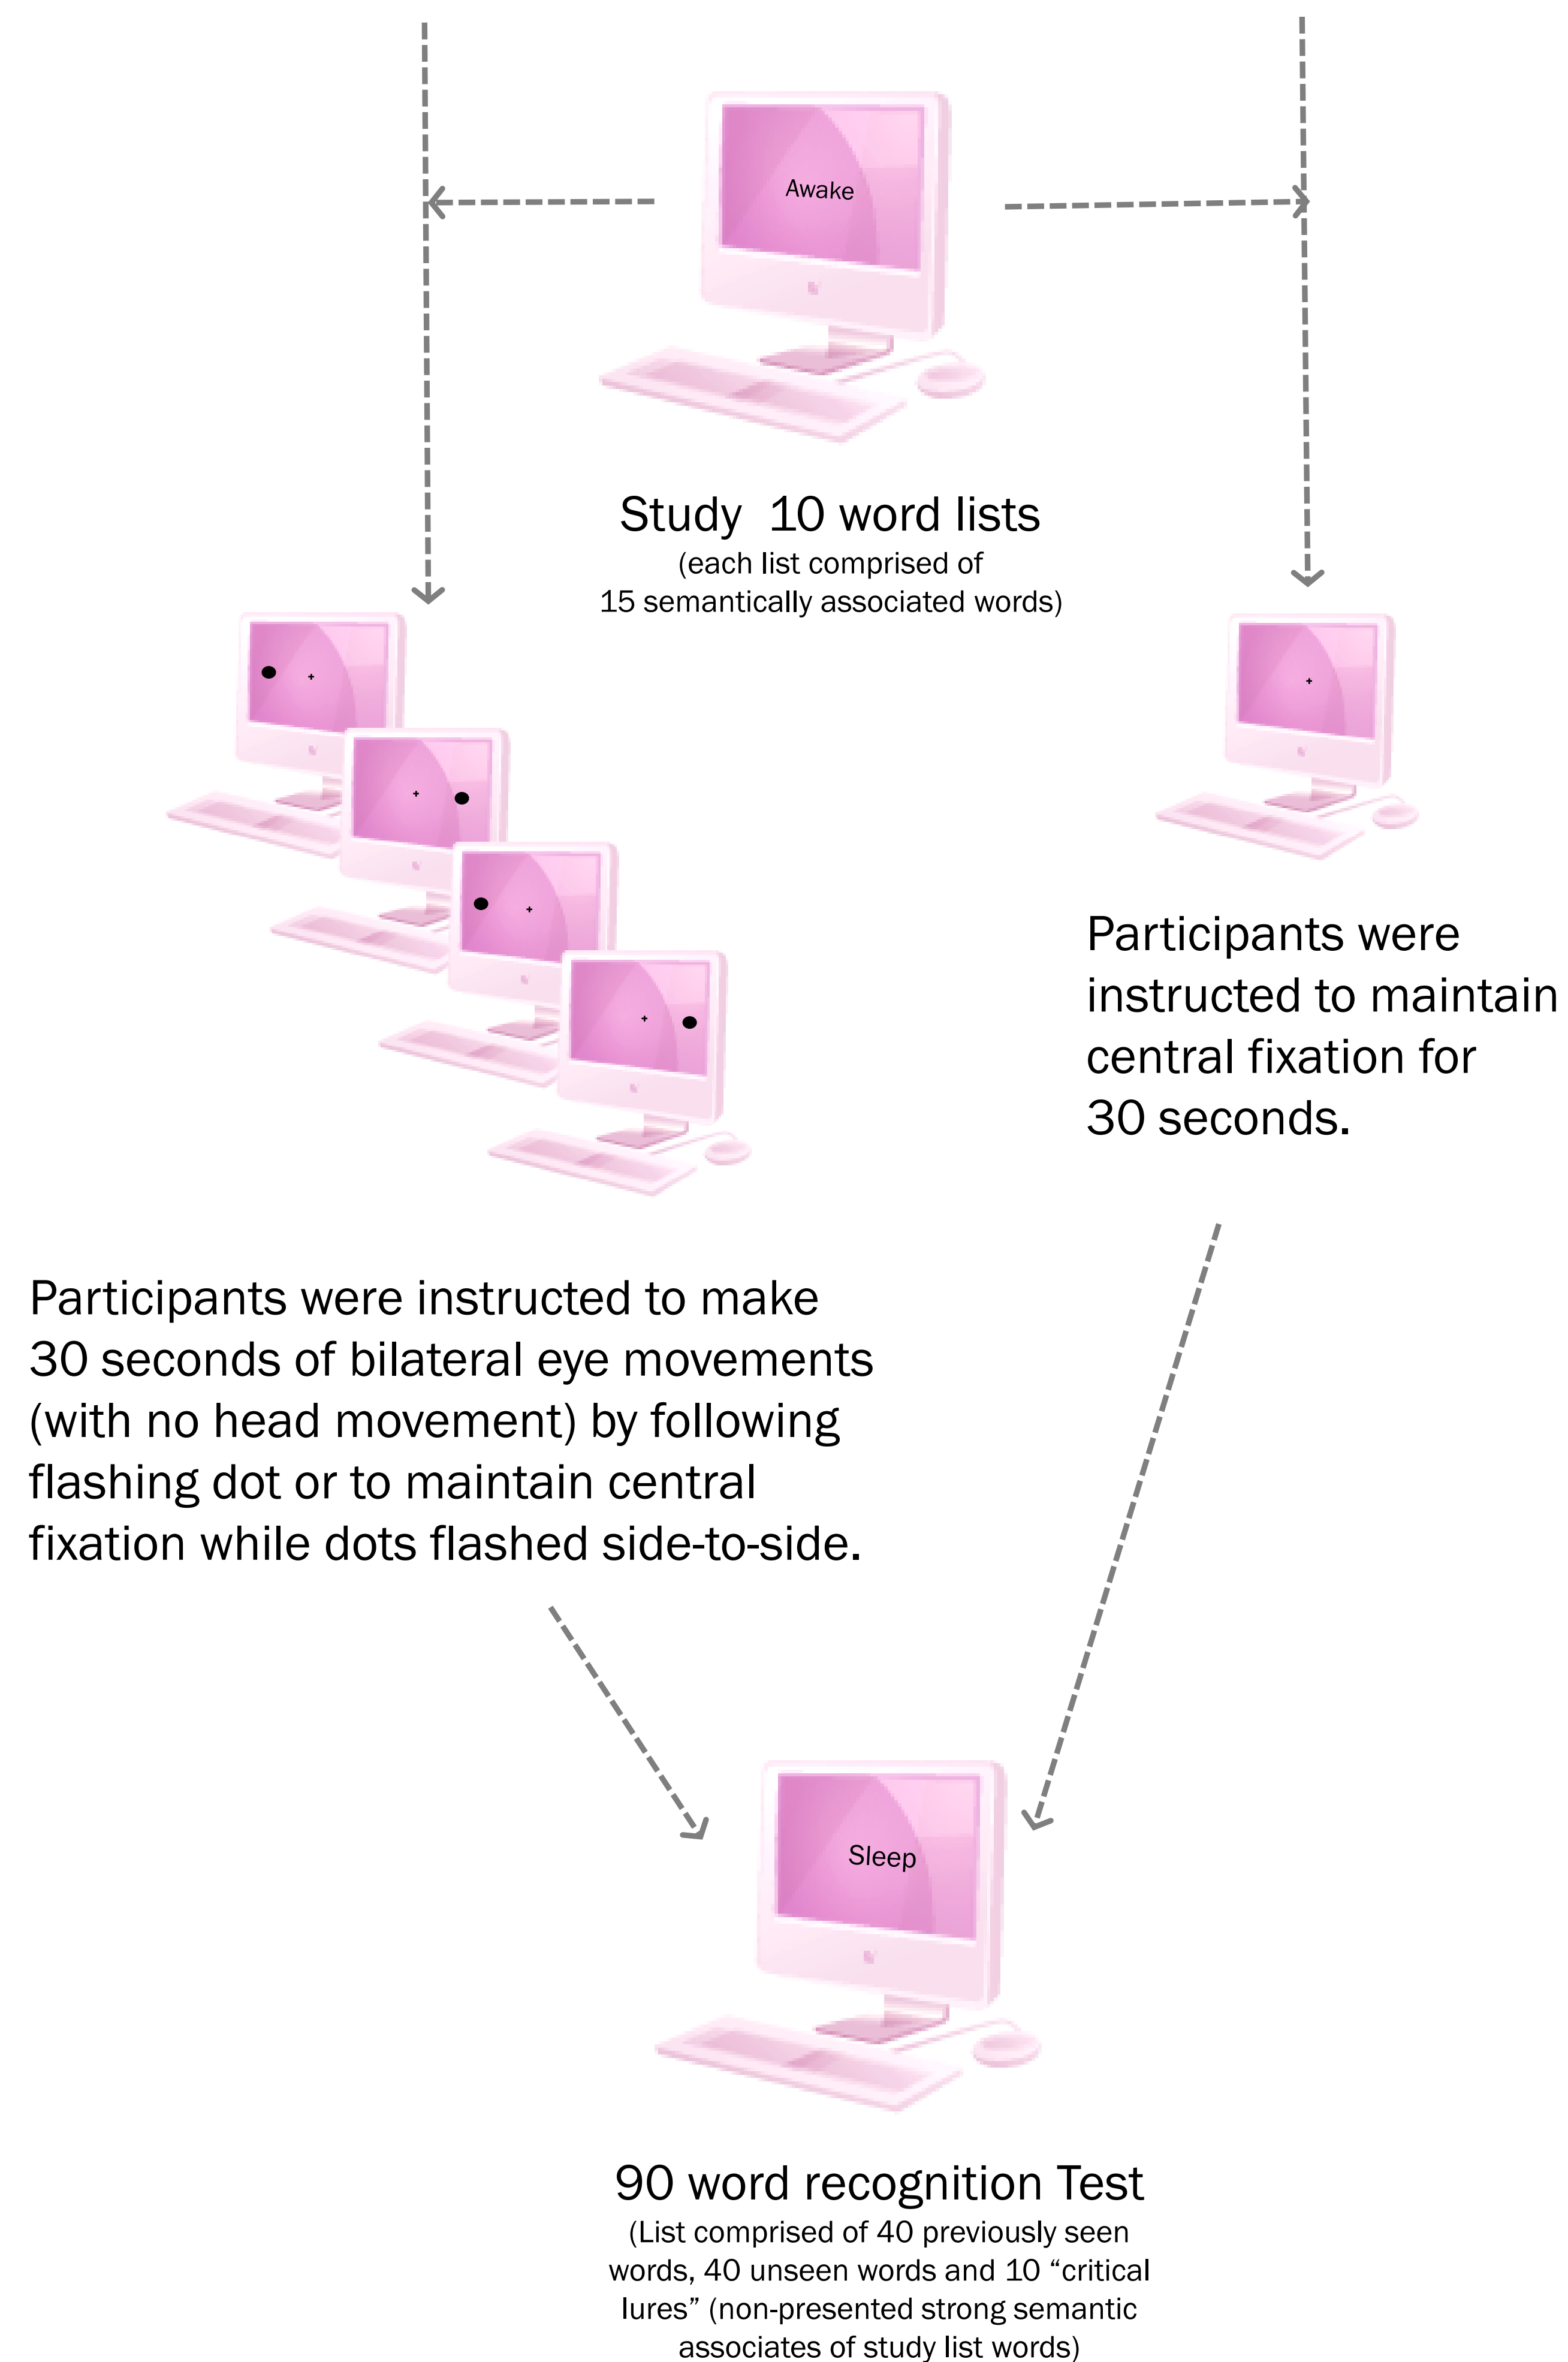 Awake
Study 10 word lists
(each list comprised of
15 semantically associated words)
Participants were
instructed to maintain
central fixation for
30 seconds.
Participants were instructed to make
30 seconds of bilateral eye movements
(with no head movement) by following
flashing dot or to maintain central
fixation while dots flashed side-to-side.
Sleep
90 word recognition Test
(List comprised of 40 previously seen
words, 40 unseen words and 10 “critical
lures” (non-presented strong semantic
associates of study list words)